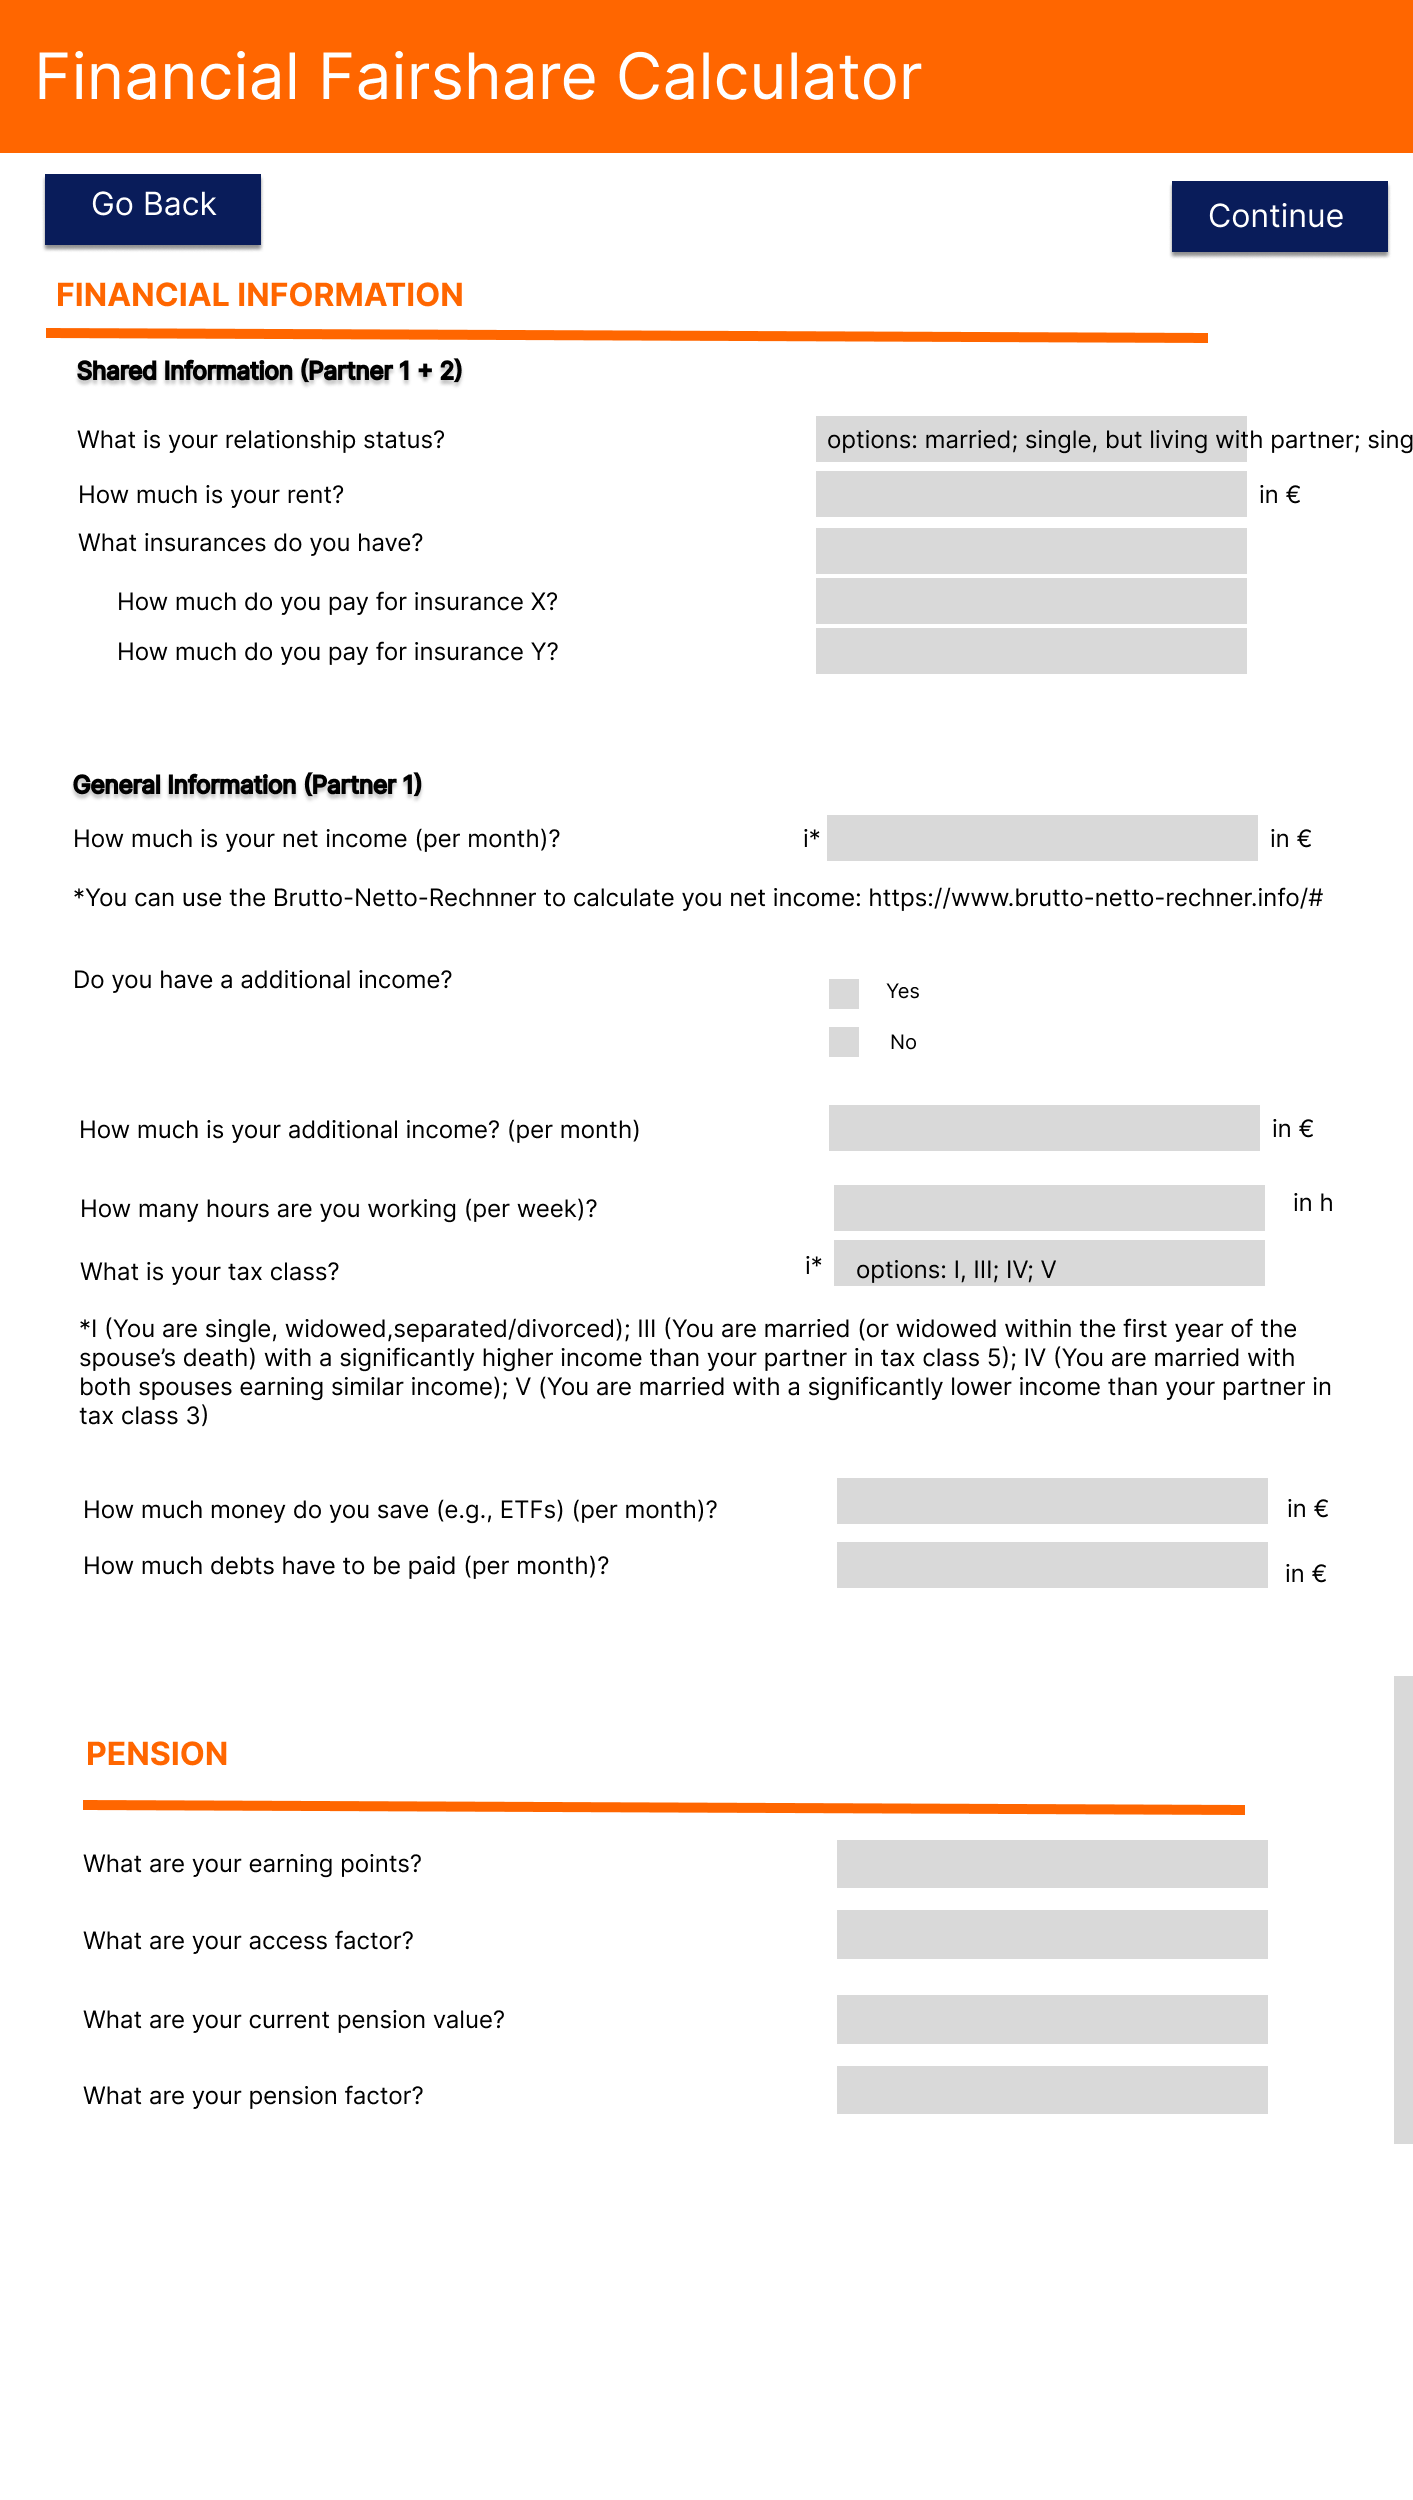 Financial Fairshare Calculator
Go Back
Continue
FINANCIAL INFORMATION
Shared Information (Partner 1 + 2)
What is your relationship status?
options: married; single, but living with partner; sing
How much is your rent?
in €
What insurances do you have?
How much do you pay for insurance X?
How much do you pay for insurance Y?
General Information (Partner 1)
How much is your net income (per month)?
i*
in €
*You can use the Brutto-Netto-Rechnner to calculate you net income: https://www.brutto-netto-rechner.info/#
Do you have a additional income?
Yes
No
How much is your additional income? (per month)
in €
How many hours are you working (per week)?
in h
What is your tax class?
i*
options: I, III; IV; V
*I (You are single, widowed,separated/divorced); III (You are married (or widowed within the first year of the
spouse’s death) with a significantly higher income than your partner in tax class 5); IV (You are married with
both spouses earning similar income); V (You are married with a significantly lower income than your partner in
tax class 3)
How much money do you save (e.g., ETFs) (per month)?
in €
How much debts have to be paid (per month)?
in €
PENSION
What are your earning points?
What are your access factor?
What are your current pension value?
What are your pension factor?